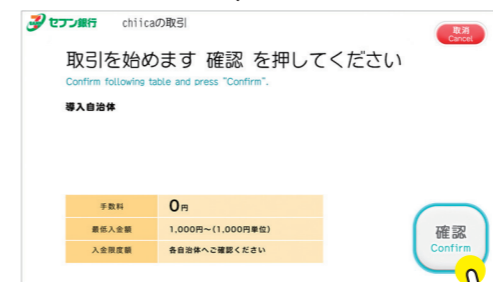 セブン銀行 chiicaの取引
取消
Cancel
取引を始めます 確認 を押してください
Confirm following table and press "Confirm".
導入自治体
手数料 0円
最低入金額 1,000円~(1,000円単位)
入金限度額 各自治体へご確認ください
確認
Confirm